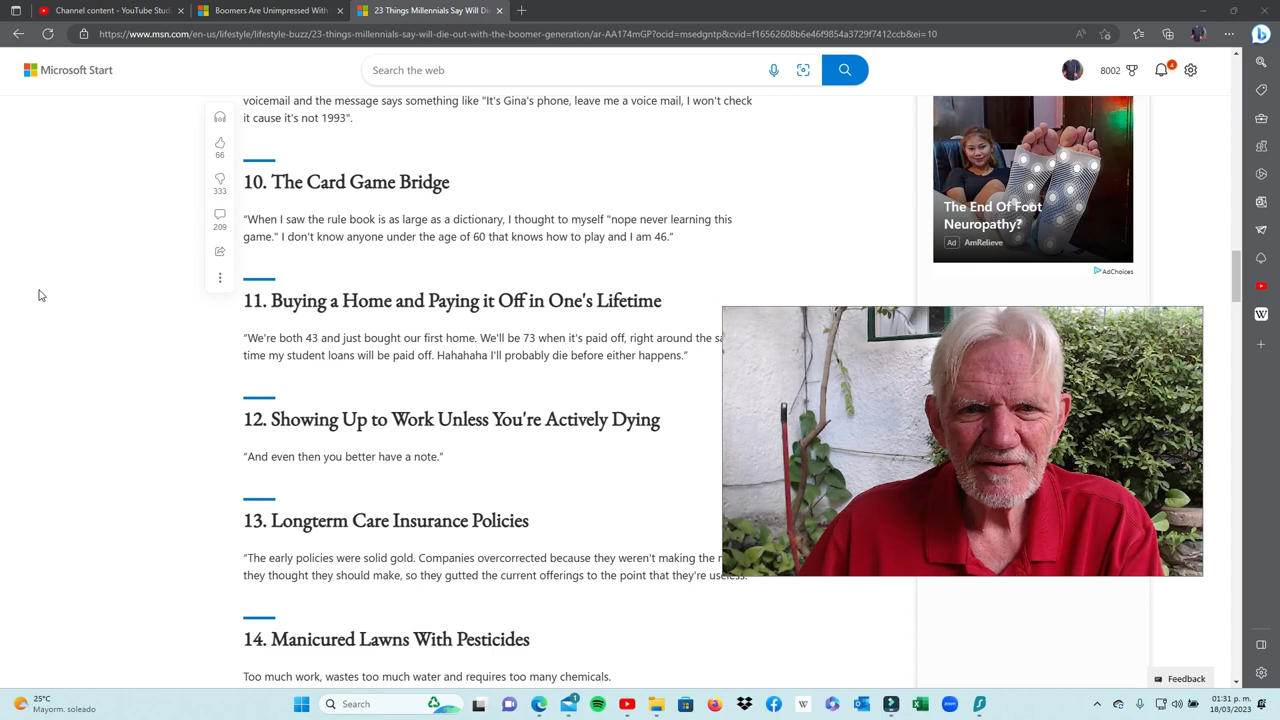 Channel content - YouTube Stud
Boomers Are Unimpressed With
23 Things Millennials Say Will Di
https://www.msn.com/en-us/lifestyle/lifestyle-buzz/23-things-millennials-say-will-die-out-with-the-boomer-generation/ar-AA174mGP?ocid=msedgntp&cvid=f16562608b6e46f9854a3729f7412ccb&ei=10
Microsoft Start
Search the web
8002
4
voicemail and the message says something like "It's Gina's phone, leave me a voice mail, I won't check
it cause it's not 1993".
66
333
209
10. The Card Game Bridge
“When I saw the rule book is as large as a dictionary, I thought to myself "nope never learning this
game." I don't know anyone under the age of 60 that knows how to play and I am 46.”
11. Buying a Home and Paying it Off in One's Lifetime
“We're both 43 and just bought our first home. We'll be 73 when it's paid off, right around the sa
time my student loans will be paid off. Hahahaha I'll probably die before either happens.”
12. Showing Up to Work Unless You're Actively Dying
“And even then you better have a note.”
13. Longterm Care Insurance Policies
“The early policies were solid gold. Companies overcorrected because they weren't making the
they thought they should make, so they gutted the current offerings to the point that they're useless.
14. Manicured Lawns With Pesticides
Too much work, wastes too much water and requires too many chemicals.
The End Of Foot
Neuropathy?
Ad AmRelieve
AdChoices
Feedback
25°C
Mayorm. soleado
Search
01:31 p. m.
18/03/2023